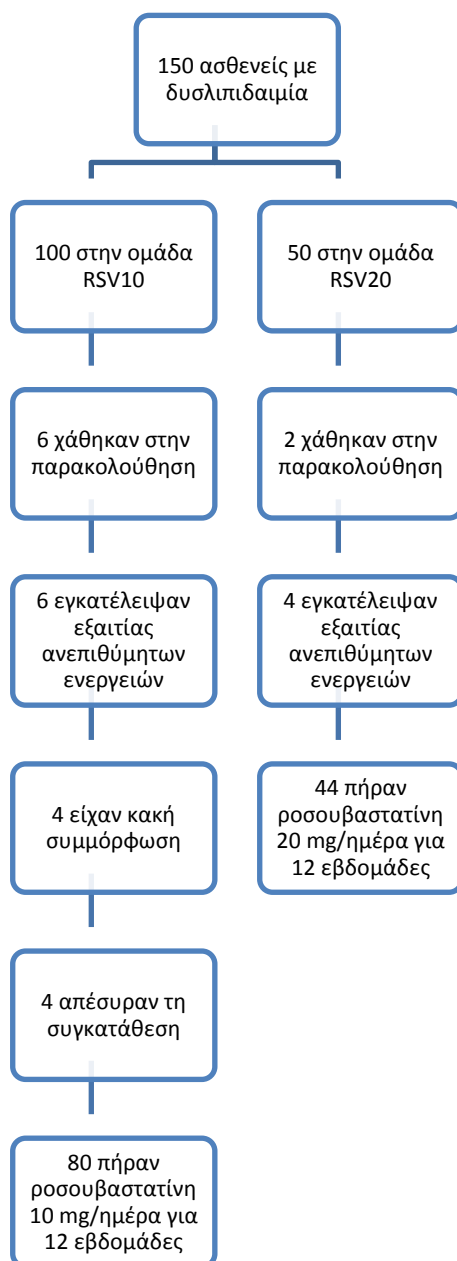 150 ασθενείς με
δυσλιπιδαιμία
100 στην ομάδα
RSV10
50 στην ομάδα
RSV20
6 χάθηκαν στην
παρακολούθηση
2 χάθηκαν στην
παρακολούθηση
6 εγκατέλειψαν
εξαιτίας
ανεπιθύμητων
ενεργειών
4 εγκατέλειψαν
εξαιτίας
ανεπιθύμητων
ενεργειών
4 είχαν κακή
συμμόρφωση
44 πήραν
ροσουβαστατίνη
20 mg/ημέρα για
12 εβδομάδες
4 απέσυραν τη
συγκατάθεση
80 πήραν
ροσουβαστατίνη
10 mg/ημέρα για
12 εβδομάδες